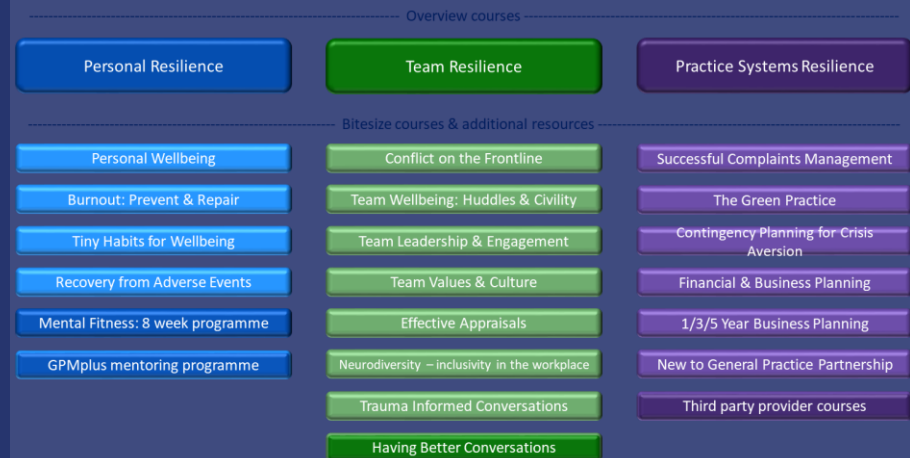 Overview courses
Personal Resilience
Team Resilience
Practice Systems Resilience
Bitesize courses & additional resources
Personal Wellbeing
Burnout: Prevent & Repair
Tiny Habits for Wellbeing
Recovery from Adverse Events
Mental Fitness: 8 week programme
GPMplus mentoring programme
Conflict on the Frontline
Team Wellbeing: Huddles & Civility
Team Leadership & Engagement
Team Values & Culture
Effective Appraisals
Neurodiversity – inclusivity in the workplace
Trauma Informed Conversations
Having Better Conversations
Successful Complaints Management
The Green Practice
Contingency Planning for Crisis
Aversion
Financial & Business Planning
1/3/5 Year Business Planning
New to General Practice Partnership
Third party provider courses